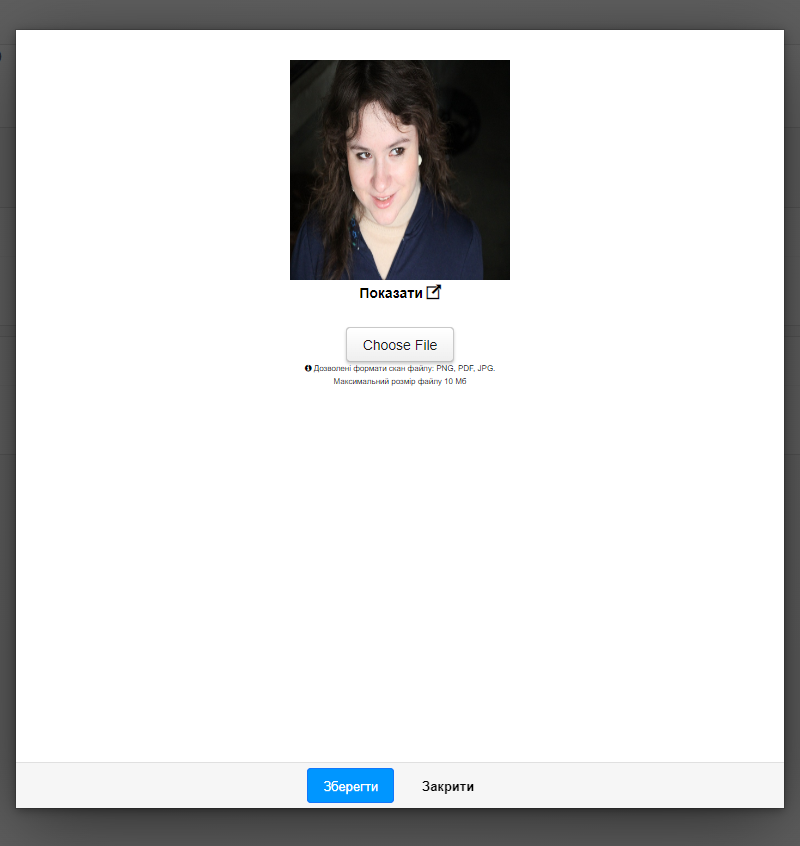 Показати
Choose File
Дозволені формати скан файлу: PNG, PDF, JPG.
Максимальний розмір файлу 10 Мб
Зберегти
Закрити